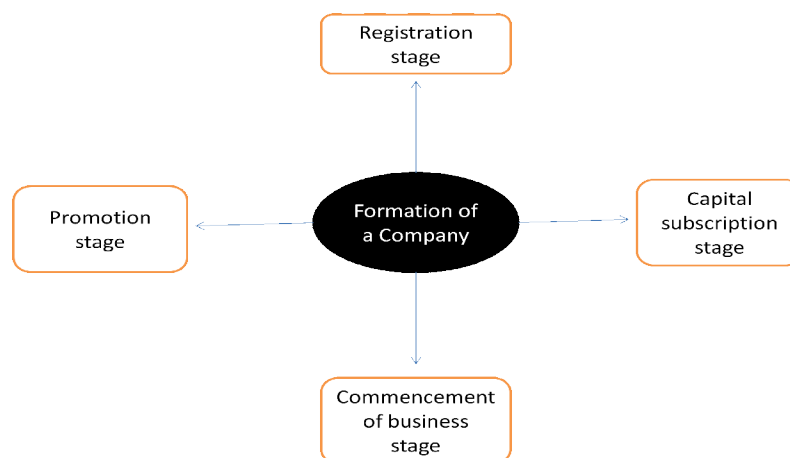 Registration
stage
Promotion
stage
Formation of
a Company
Capital
subscription
stage
Commencement
of business
stage